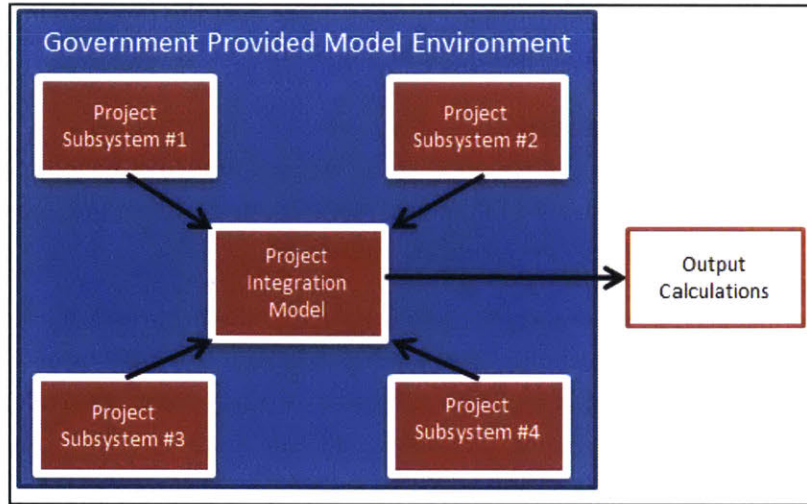 Government Provided Model Environment
Project
Subsystem #1
Project
Subsystem #2
Project
Integration
Model
Output
Calculations
Project
Subsystem #3
Project
Subsystem #4